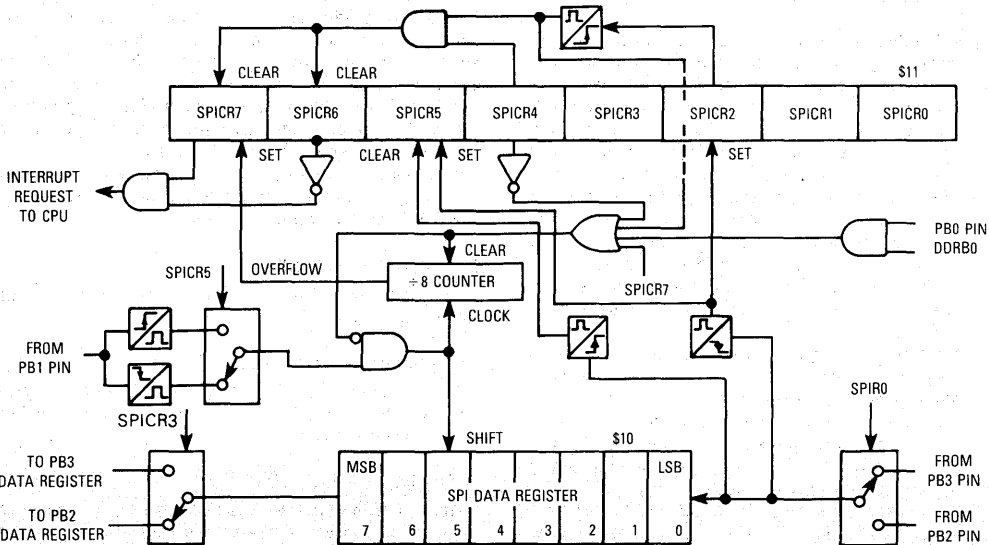 $11
CLEAR CLEAR
SPICR7 SPICR6 SPICR5 SPICR4 SPICR3 SPICR2 SPICR1 SPICR0
SET CLEAR SET SET
INTERRUPT
REQUEST
TO CPU
PB0 PIN
DDRB0
CLEAR
SPICR5
OVERFLOW
÷8 COUNTER
SPICR7
CLOCK
FROM
PB1 PIN
SPICR3
SPIR0
SHIFT
$10
TO PB3
DATA REGISTER
MSB
LSB
FROM
PB3 PIN
SPI DATA REGISTER
TO PB2
DATA REGISTER
FROM
PB2 PIN
7 6 5 4 3 2 1 0